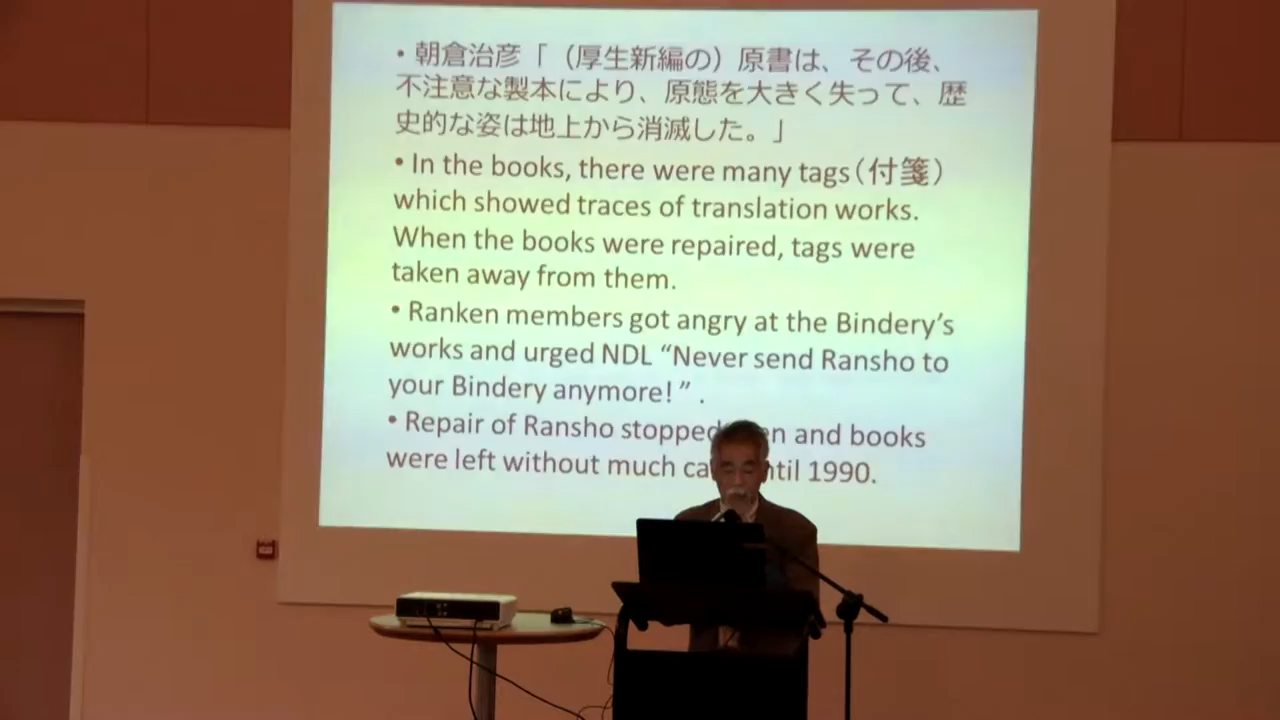 • 朝倉治彦「（厚生新編の）原書は、その後、
不注意な製本により、原態を大きく失って、歴
史的な姿は地上から消滅した。」
• In the books, there were many tags（付箋）
which showed traces of translation works.
When the books were repaired, tags were
taken away from them.
• Ranken members got angry at the Bindery’s
works and urged NDL “Never send Ransho to
your Bindery anymore! ” .
• Repair of Ransho stopped and books
were left without much 1990.